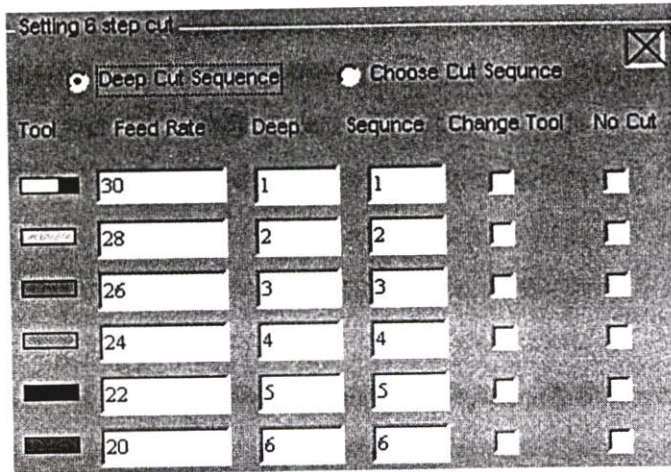 Setting 6 step cut
Deep Cut Sequence Choose Cut Sequnce
Tool Feed Rate Deep Sequnce Change Tool No Cut
30 1 1
28 2 2
26 3 3
24 4 4
22 5 5
20 6 6